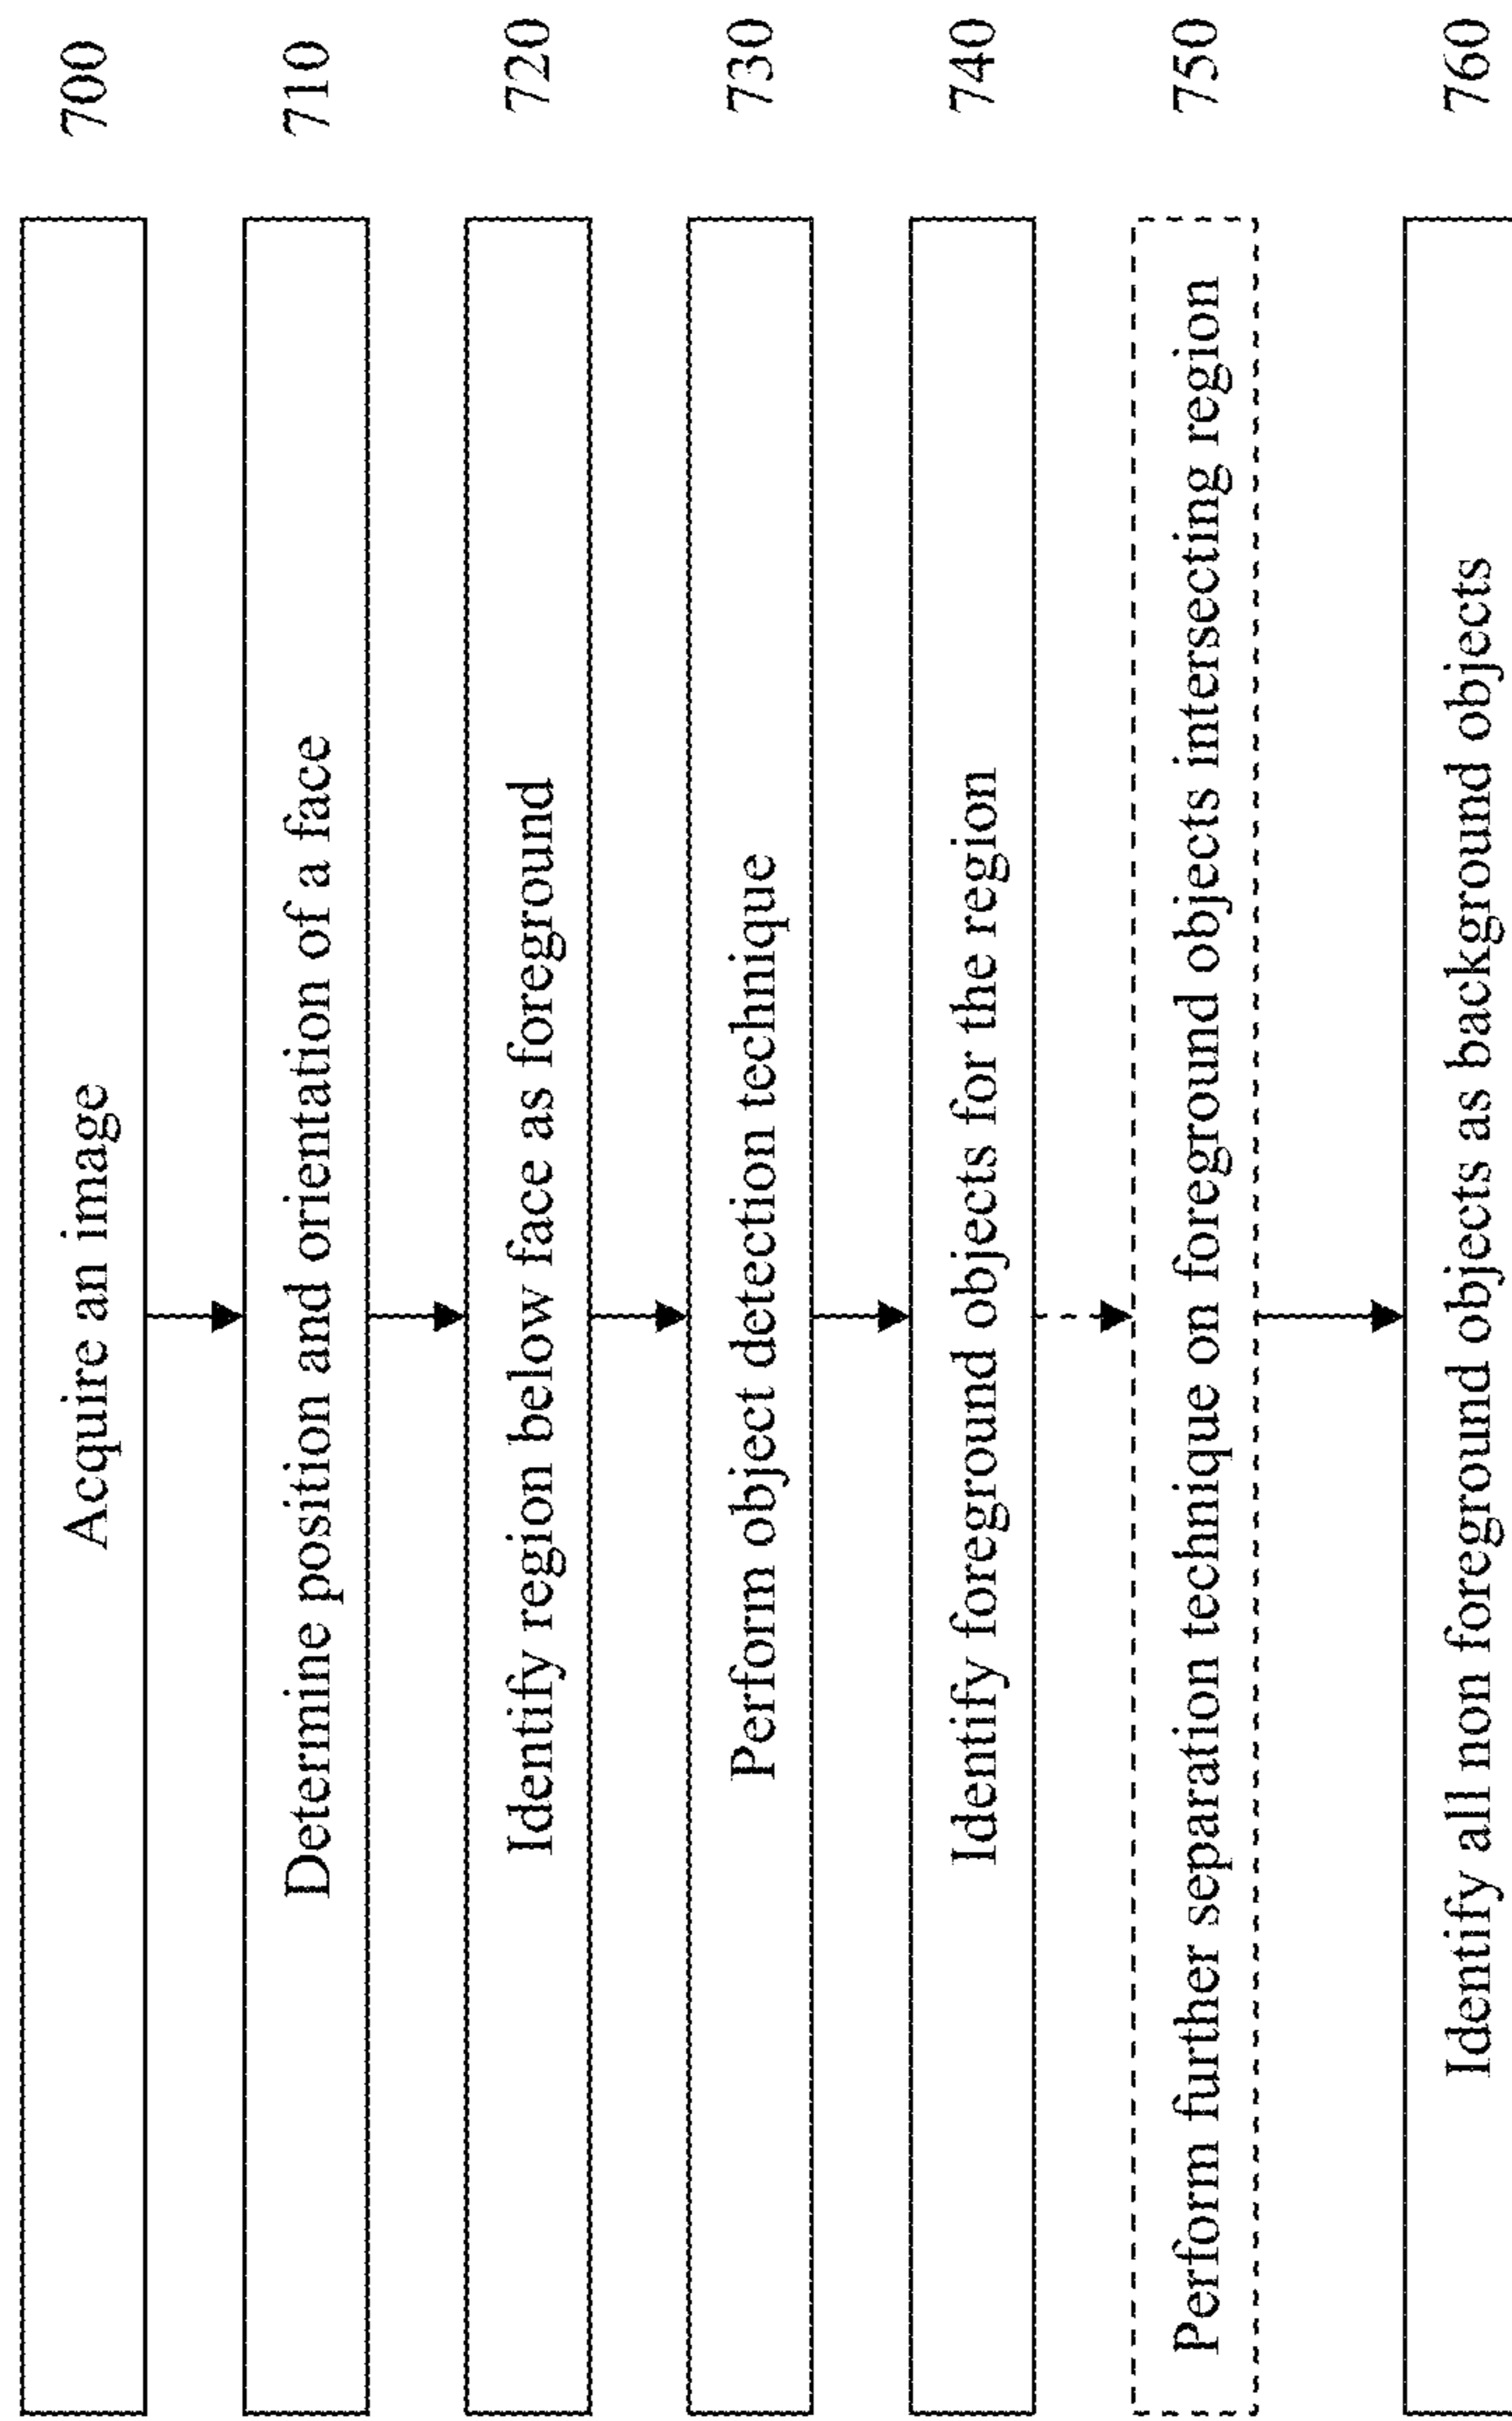 Acquire an image 700
Determine position and orientation of a face 710
Identify region below face as foreground 720
Perform object detection technique 730
Identify foreground objects for the region 740
Perform further separation technique on foreground objects intersecting region 750
Identify all non foreground objects as background objects 760